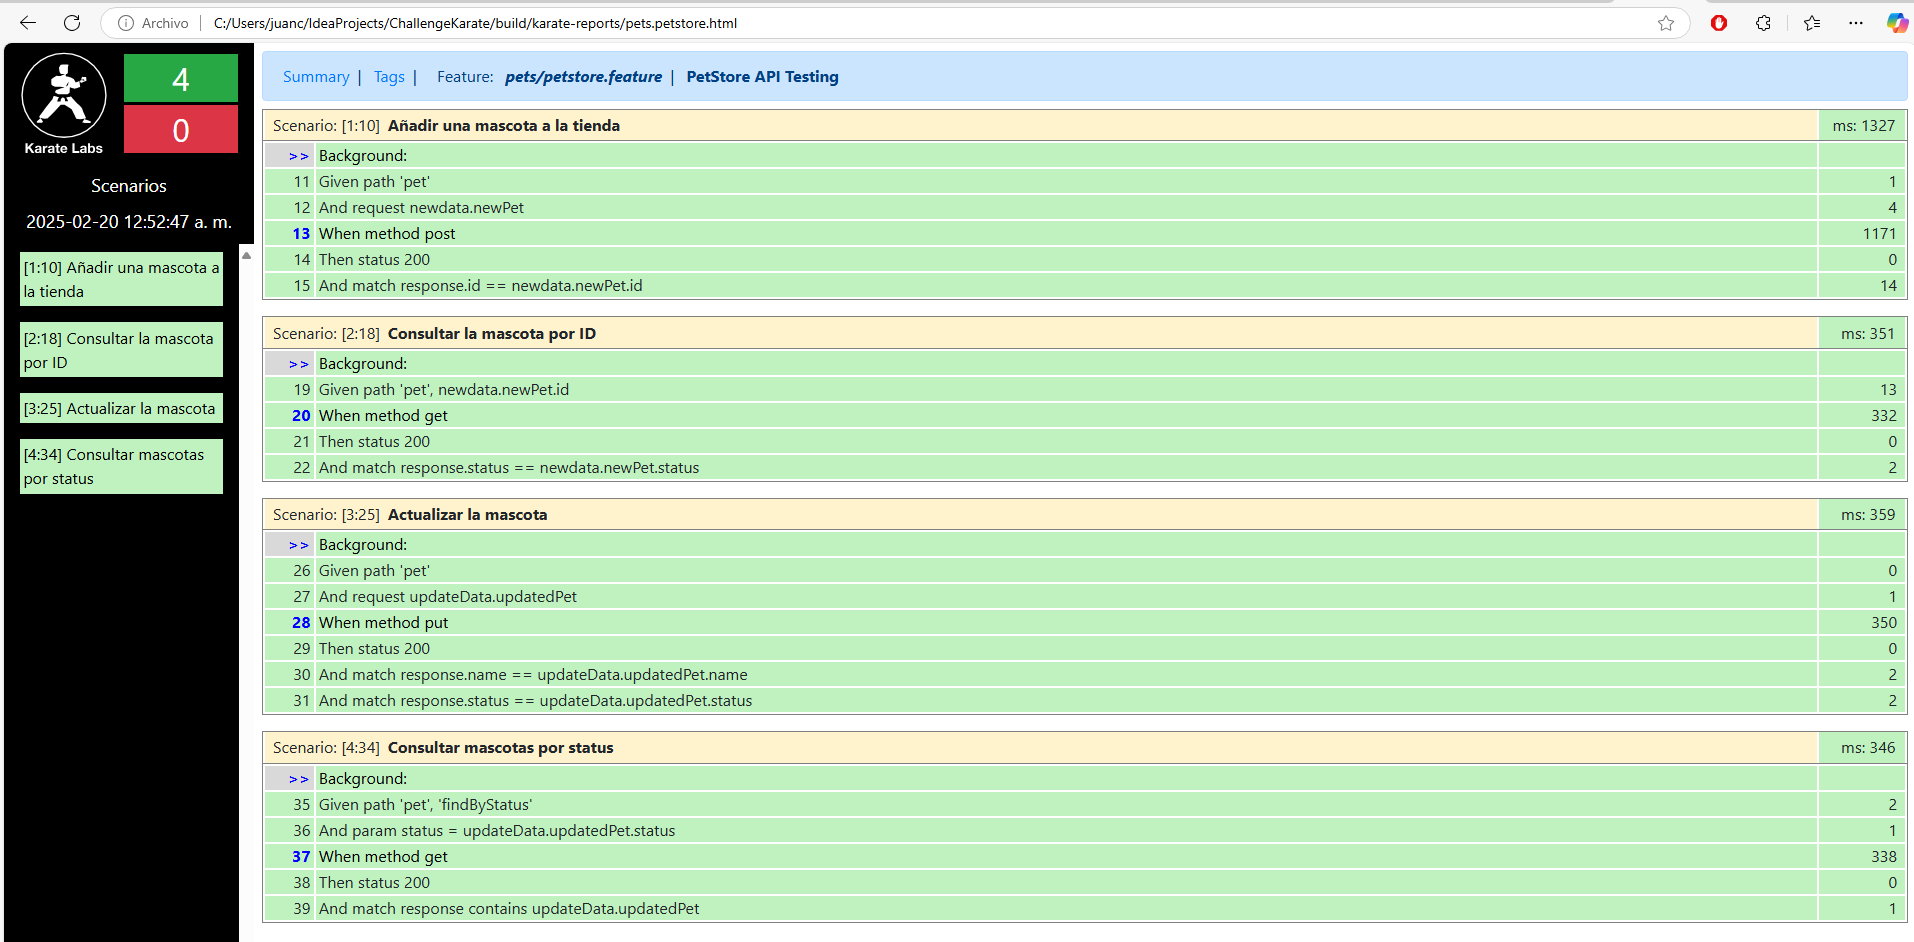 Archivo C:/Users/juanc/IdeaProjects/ChallengeKarate/build/karate-reports/pets.petstore.html
4
0
Karate Labs
Scenarios
2025-02-20 12:52:47 a. m.
[1:10] Añadir una mascota a
la tienda
[2:18] Consultar la mascota
por ID
[3:25] Actualizar la mascota
[4:34] Consultar mascotas
por status
Summary | Tags | Feature: pets/petstore.feature | PetStore API Testing
Scenario: [1:10] Añadir una mascota a la tienda ms: 1327
>> Background:
11 Given path 'pet' 1
12 And request newdata.newPet 4
13 When method post 1171
14 Then status 200 0
15 And match response.id == newdata.newPet.id 14
Scenario: [2:18] Consultar la mascota por ID ms: 351
>> Background:
19 Given path 'pet', newdata.newPet.id 13
20 When method get 332
21 Then status 200 0
22 And match response.status == newdata.newPet.status 2
Scenario: [3:25] Actualizar la mascota ms: 359
>> Background:
26 Given path 'pet' 0
27 And request updateData.updatedPet 1
28 When method put 350
29 Then status 200 0
30 And match response.name == updateData.updatedPet.name 2
31 And match response.status == updateData.updatedPet.status 2
Scenario: [4:34] Consultar mascotas por status ms: 346
>> Background:
35 Given path 'pet', 'findByStatus' 2
36 And param status = updateData.updatedPet.status 1
37 When method get 338
38 Then status 200 0
39 And match response contains updateData.updatedPet 1